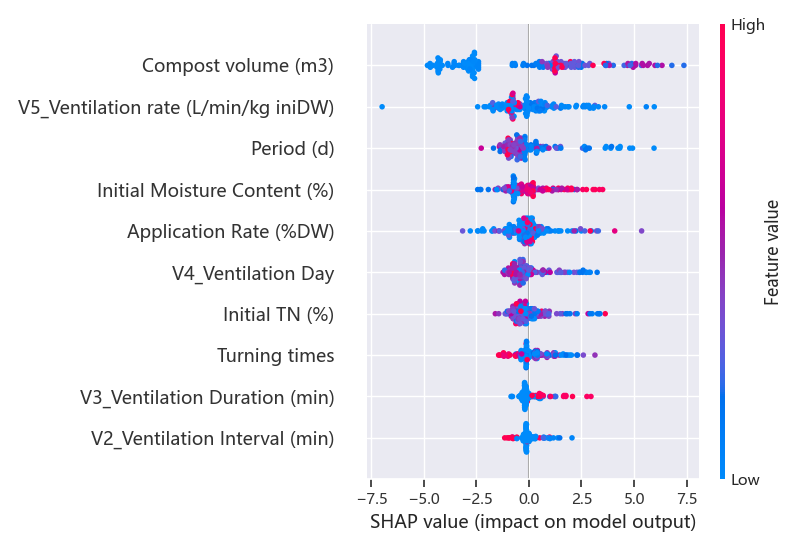 High
Compost volume (m3)
V5_Ventilation rate (L/min/kg iniDW)
Period (d)
Initial Moisture Content (%)
Application Rate (%DW)
V4_Ventilation Day
Initial TN (%)
Turning times
V3_Ventilation Duration (min)
V2_Ventilation Interval (min)
Feature value
Low
−7.5 −5.0 −2.5 0.0 2.5 5.0 7.5
SHAP value (impact on model output)